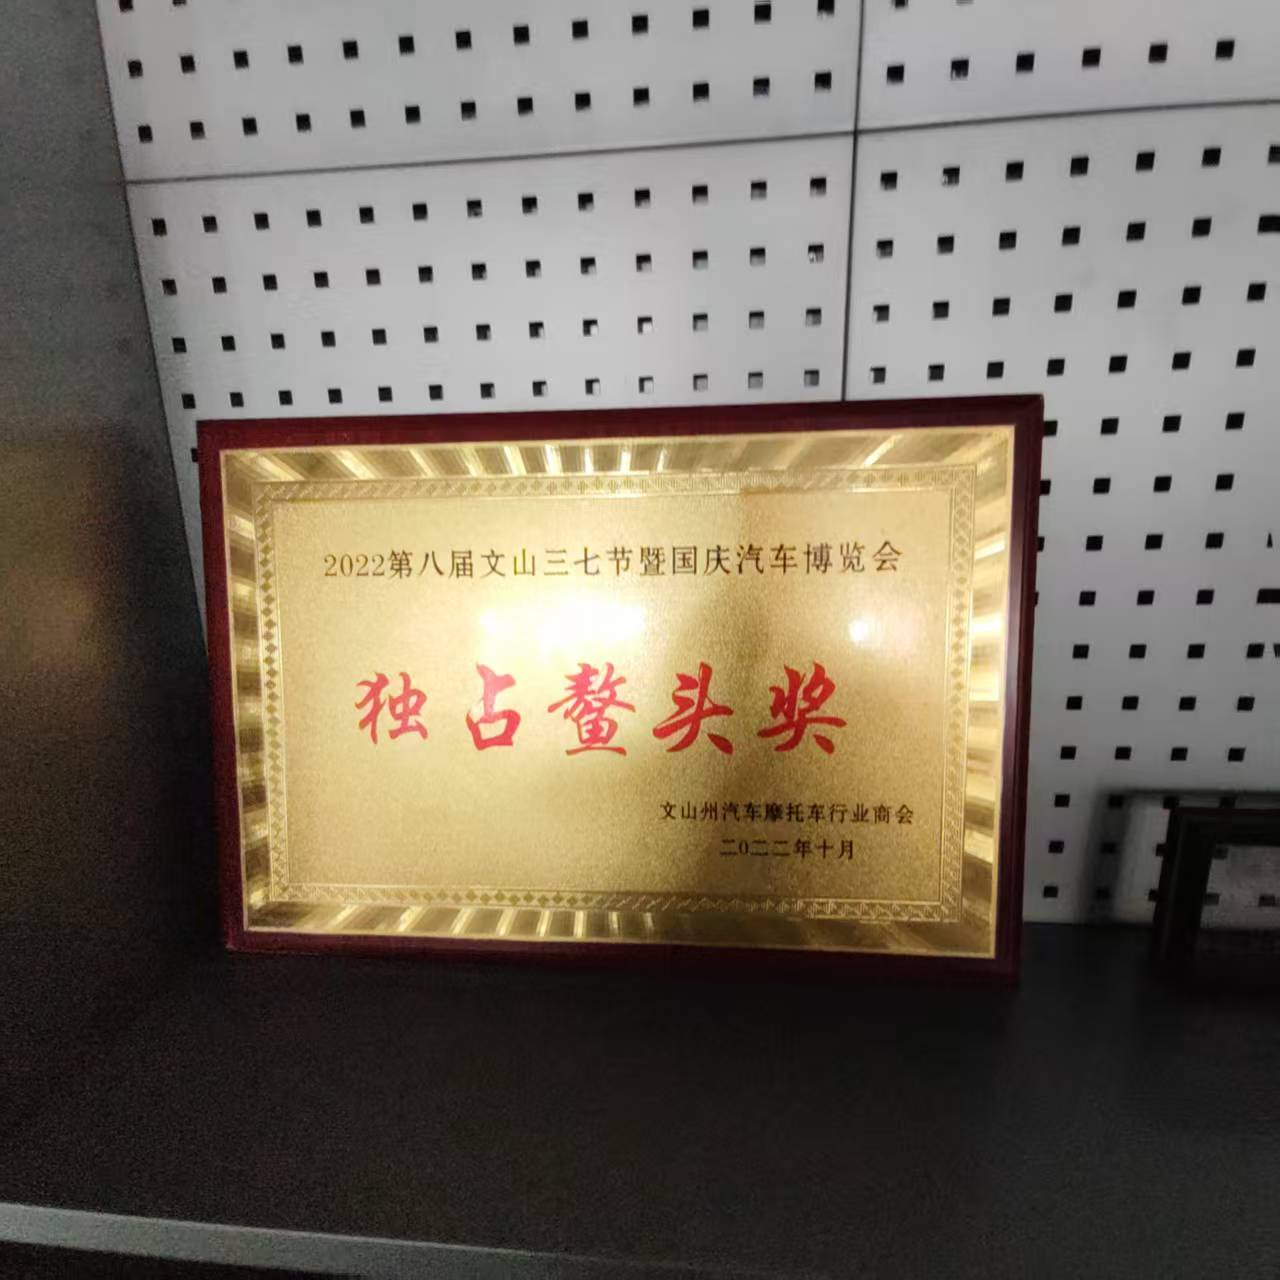 2022第八届文山三七节暨国庆汽车博览会
独占鳌头奖
文山州汽车摩托车行业商会
二〇二二年十月